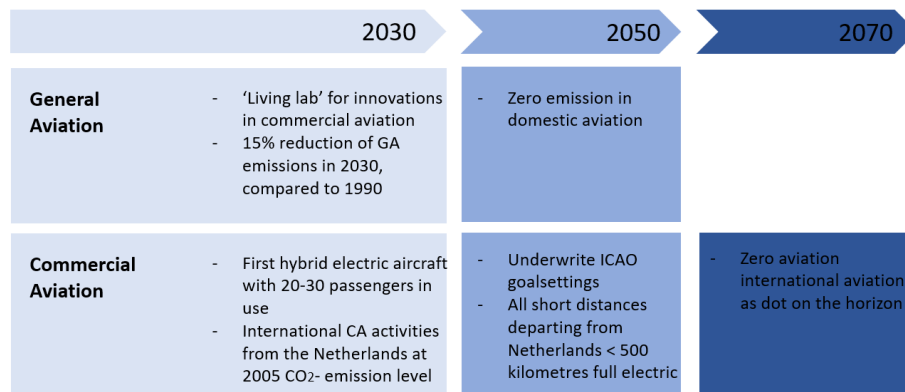 2030
2050
2070
General
Aviation
- ‘Living lab’ for innovations
in commercial aviation
- 15% reduction of GA
emissions in 2030,
compared to 1990
- Zero emission in
domestic aviation
Commercial
Aviation
- First hybrid electric aircraft
with 20-30 passengers in
use
- International CA activities
from the Netherlands at
2005 CO2- emission level
- Underwrite ICAO
goalsettings
- All short distances
departing from
Netherlands < 500
kilometres full electric
- Zero aviation
international aviation
as dot on the horizon